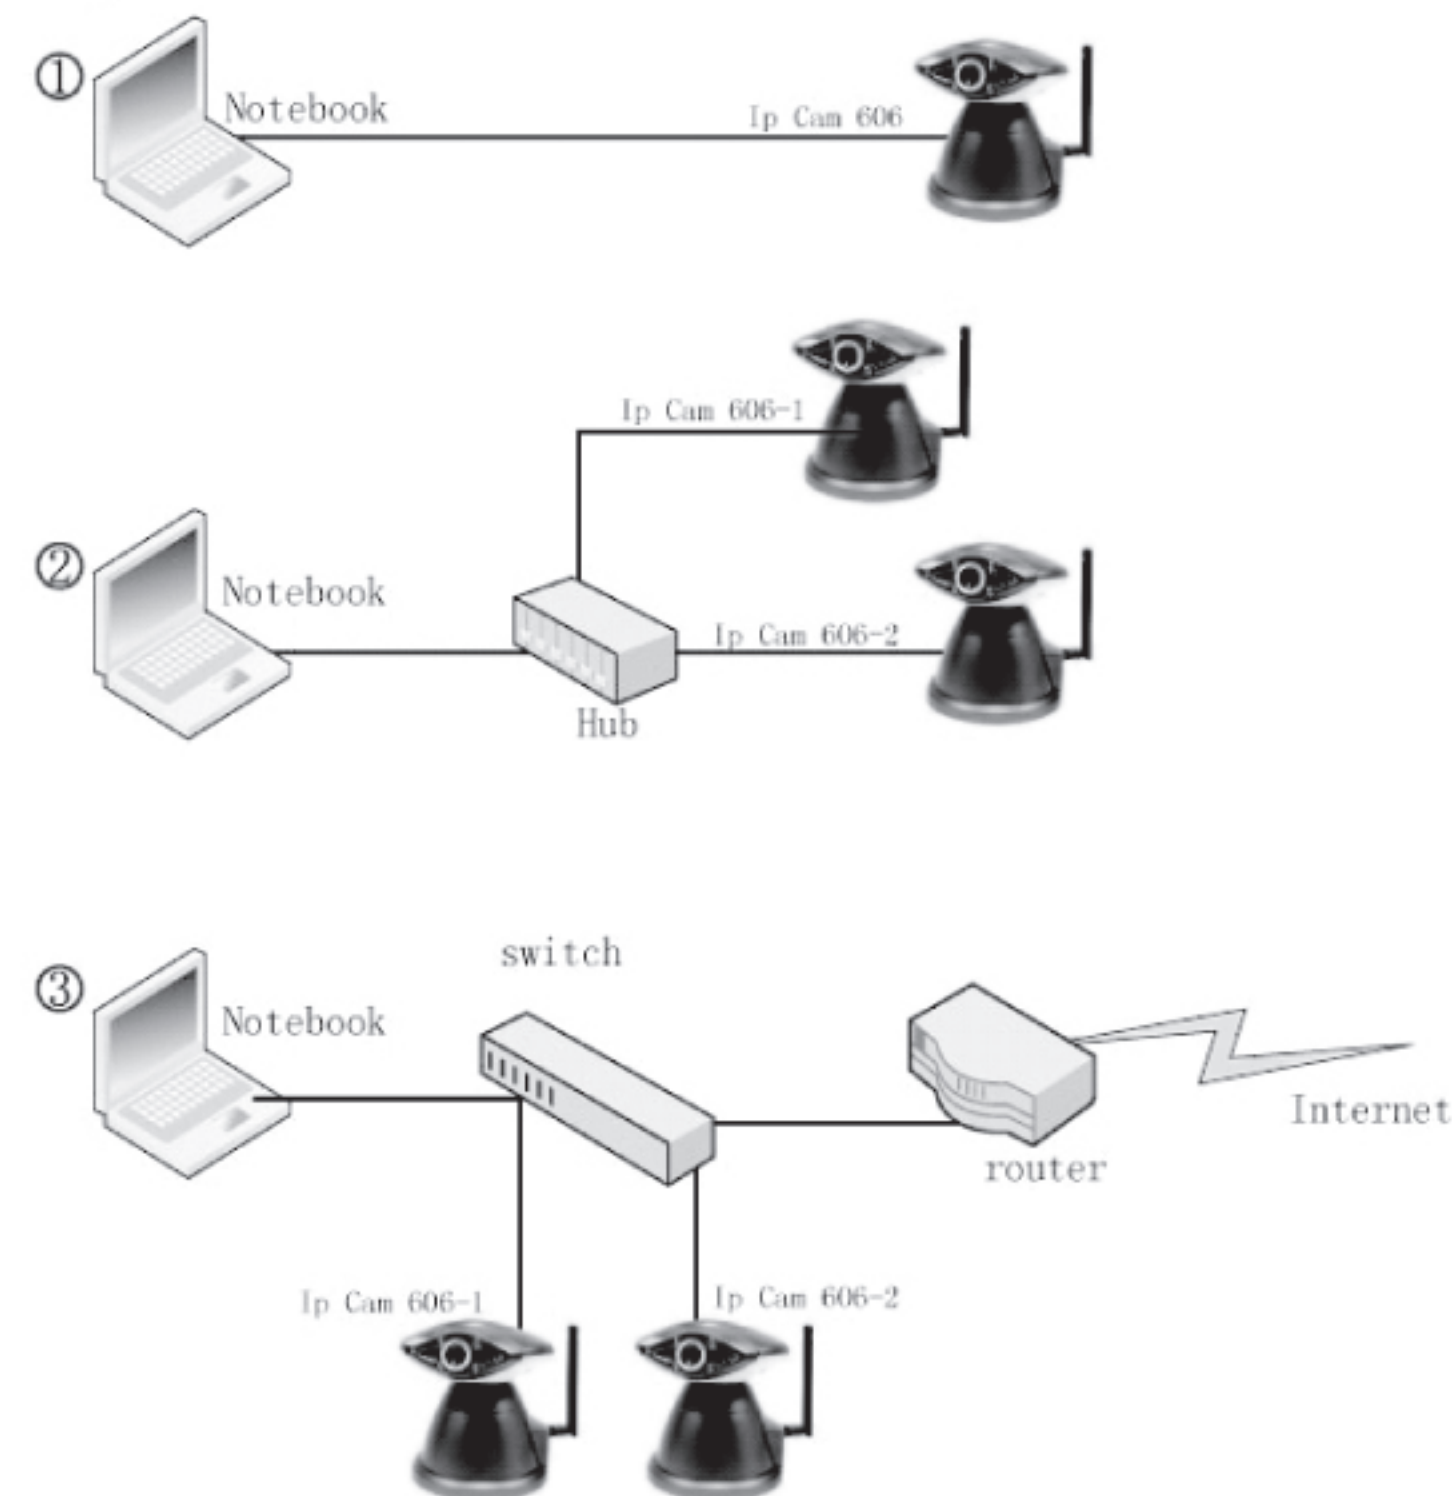 ①
Notebook
Ip Cam 606
Ip Cam 606-1
②
Notebook
Ip Cam 606-2
Hub
switch
③
Notebook
Internet
router
Ip Cam 606-1
Ip Cam 606-2